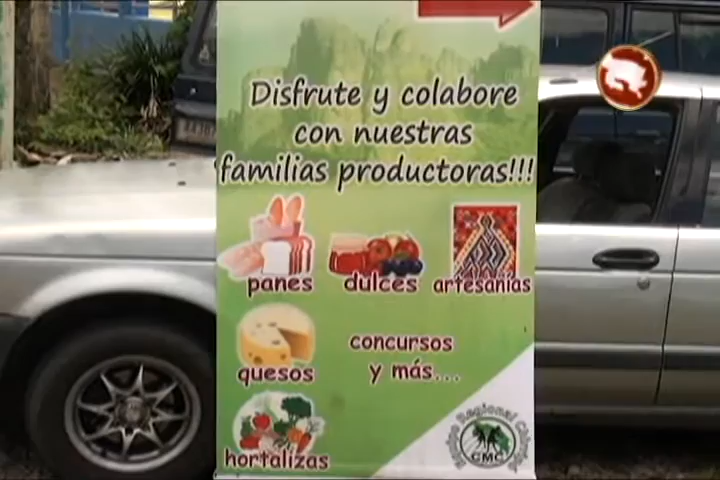 Disfrute y colabore
con nuestras
familias productoras!!!
panes
dulces
artesanías
quesos
concursos
y más...
hortalizas
CMC